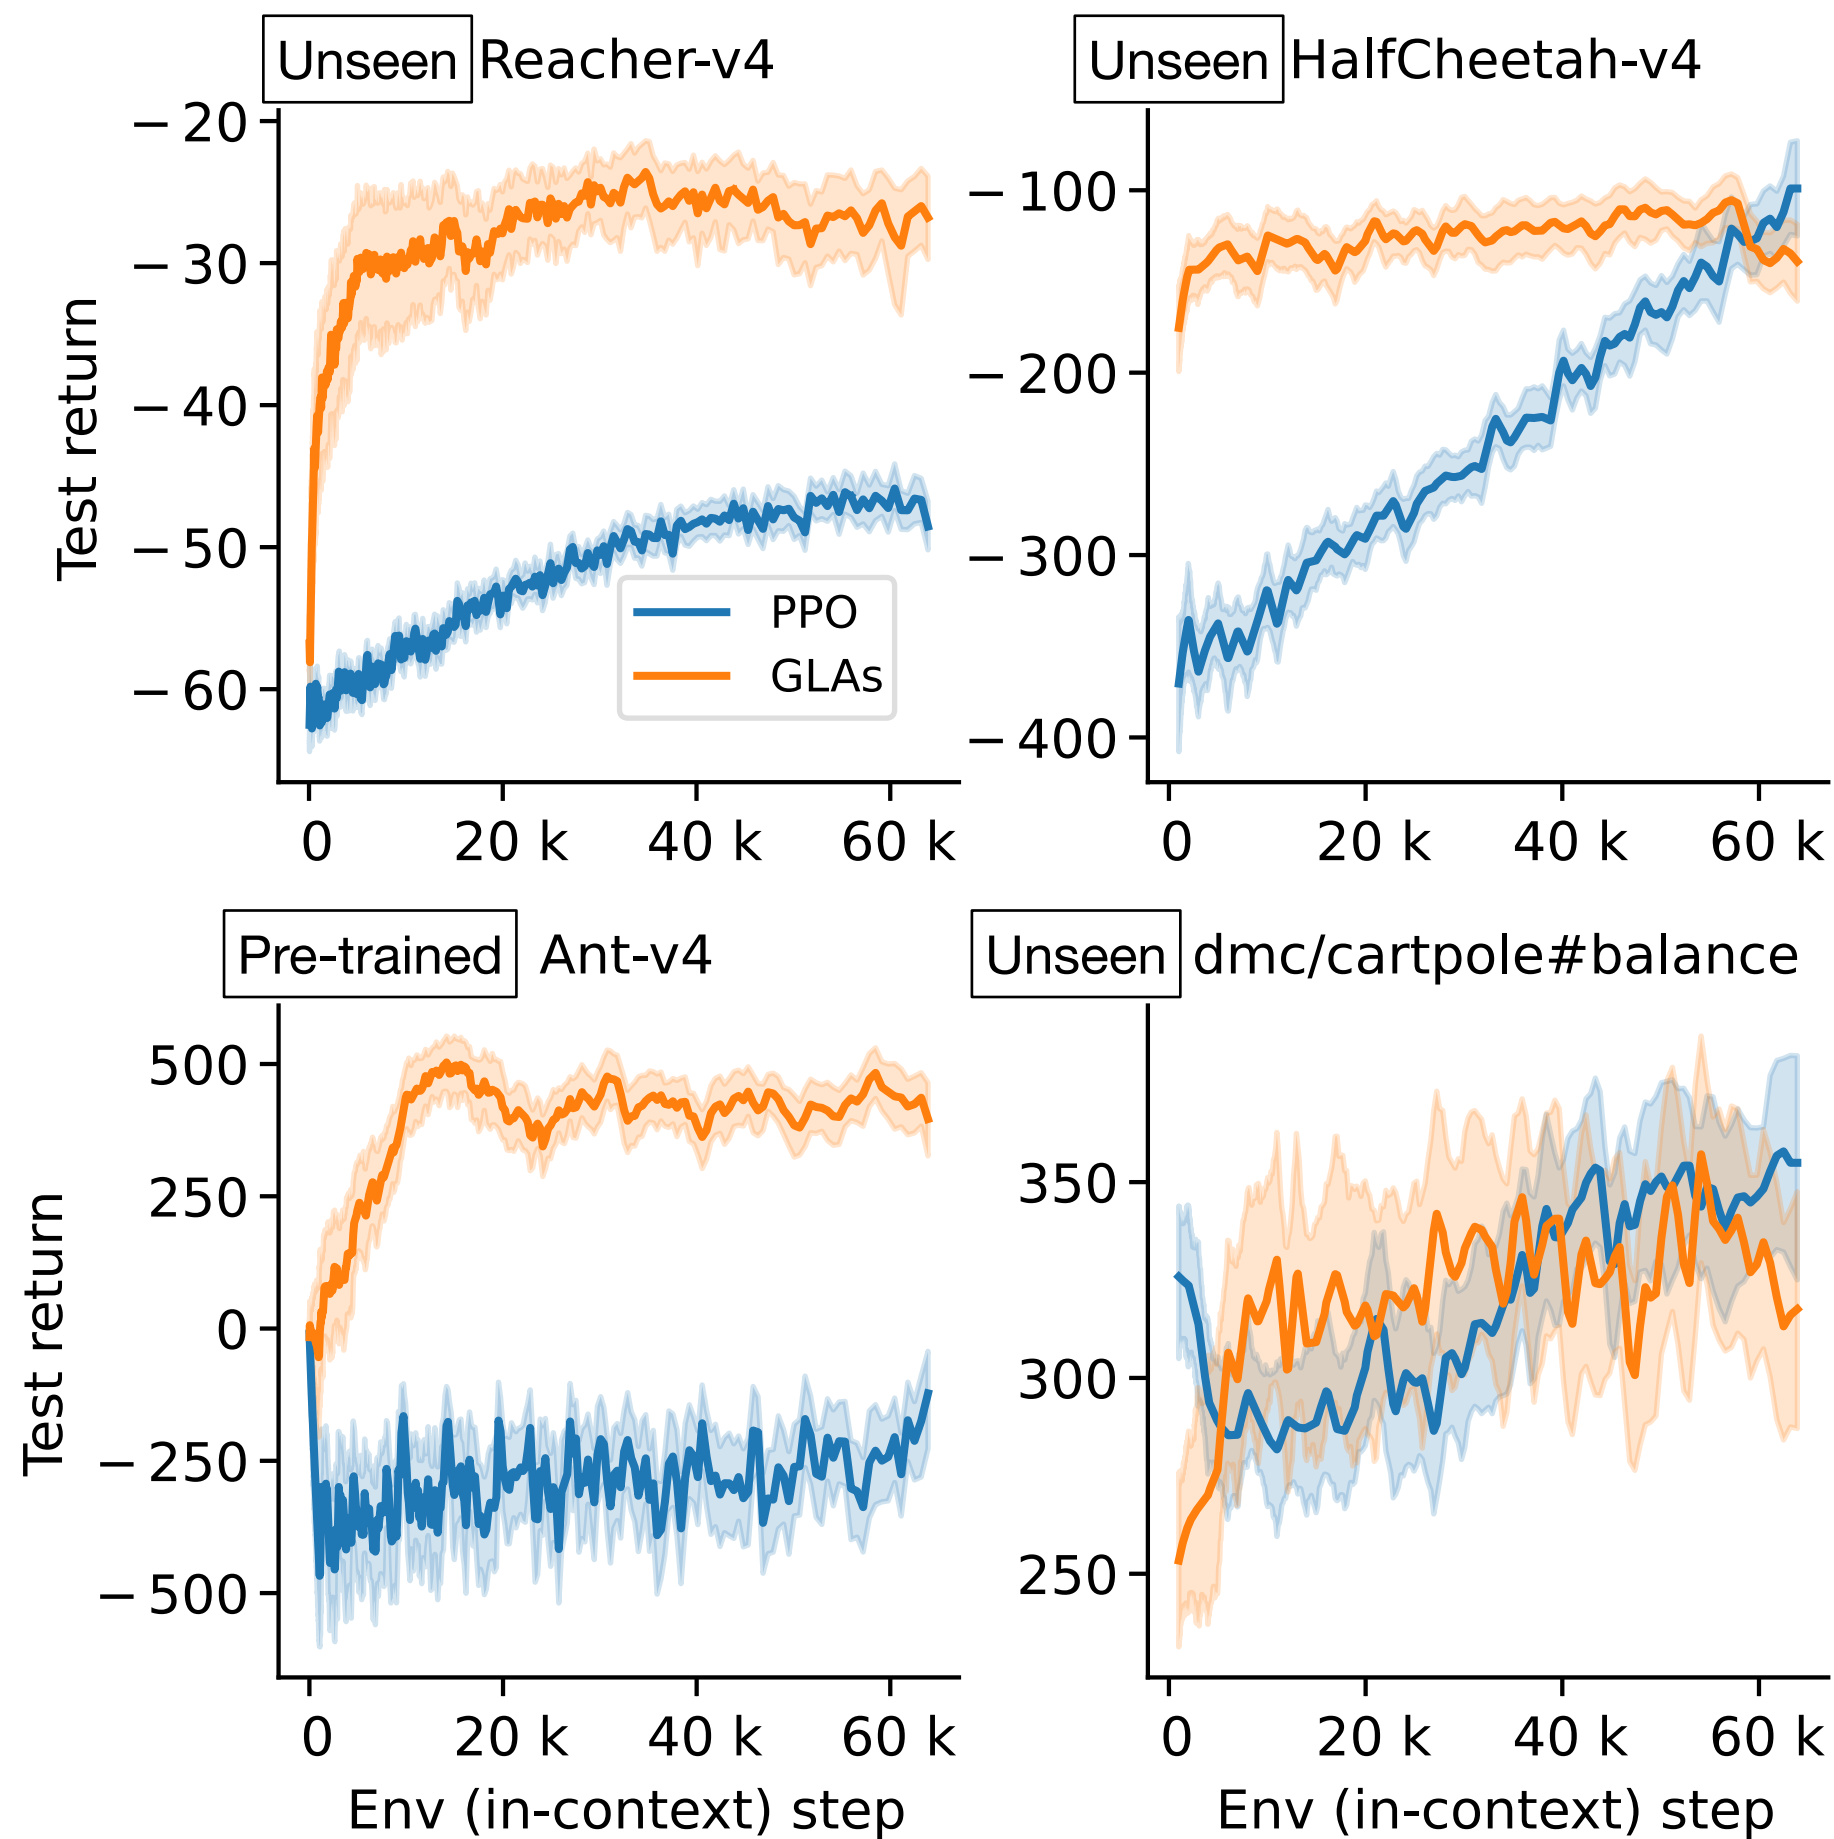 Unseen Reacher-v4
Test return
−20
−30
−40
−50
−60
0 20 k 40 k 60 k
PPO
GLAs
Unseen HalfCheetah-v4
−100
−200
−300
−400
0 20 k 40 k 60 k
Pre-trained Ant-v4
Test return
500
250
0
−250
−500
0 20 k 40 k 60 k
Env (in-context) step
Unseen dmc/cartpole#balance
350
300
250
0 20 k 40 k 60 k
Env (in-context) step